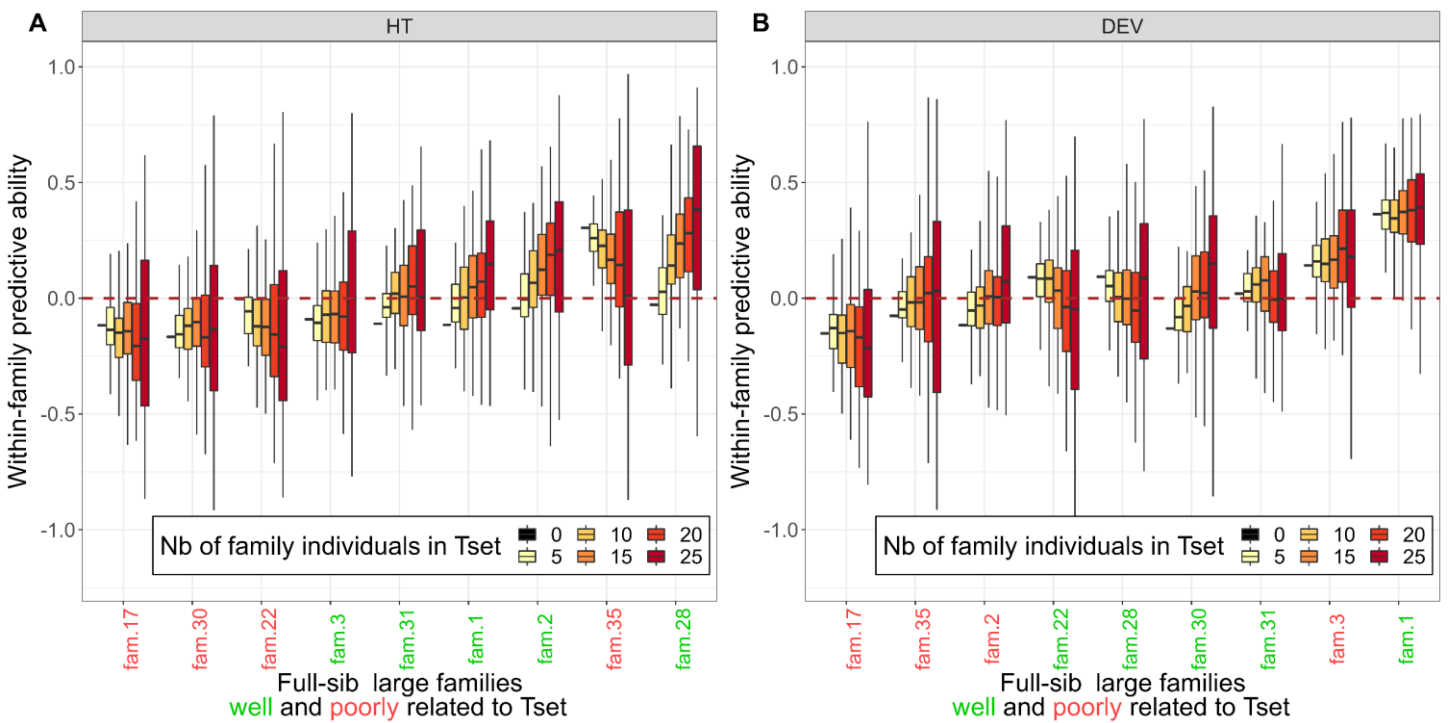 A
HT
Within-family predictive ability
1.0
0.5
0.0
-0.5
-1.0
Nb of family individuals in Tset
0 10 20
5 15 25
fam.17 fam.30 fam.22 fam.3 fam.31 fam.1 fam.2 fam.35 fam.28
Full-sib large families
well and poorly related to Tset
B
DEV
Within-family predictive ability
1.0
0.5
0.0
-0.5
-1.0
Nb of family individuals in Tset
0 10 20
5 15 25
fam.17 fam.35 fam.2 fam.22 fam.28 fam.30 fam.31 fam.3 fam.1
Full-sib large families
well and poorly related to Tset